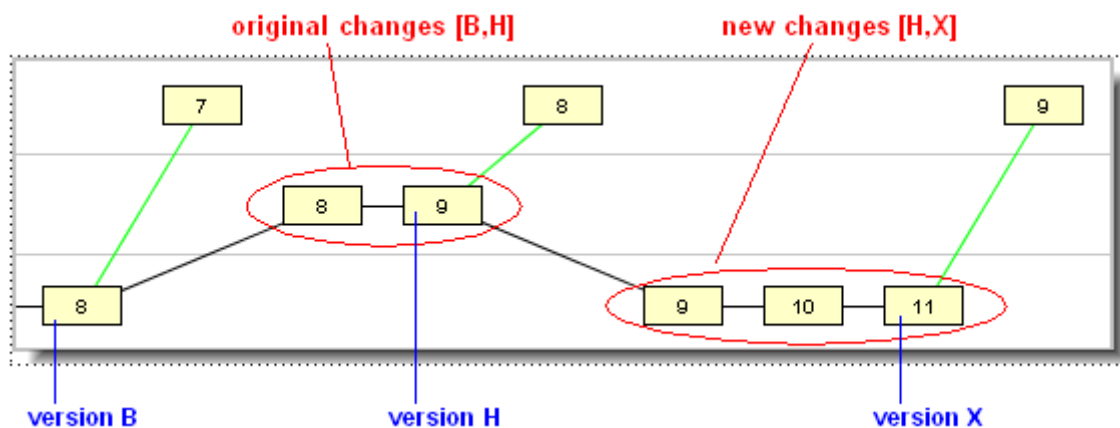 original changes [B,H] new changes [H,X]
7 8 9
8 9
8 9 10 11
version B version H version X